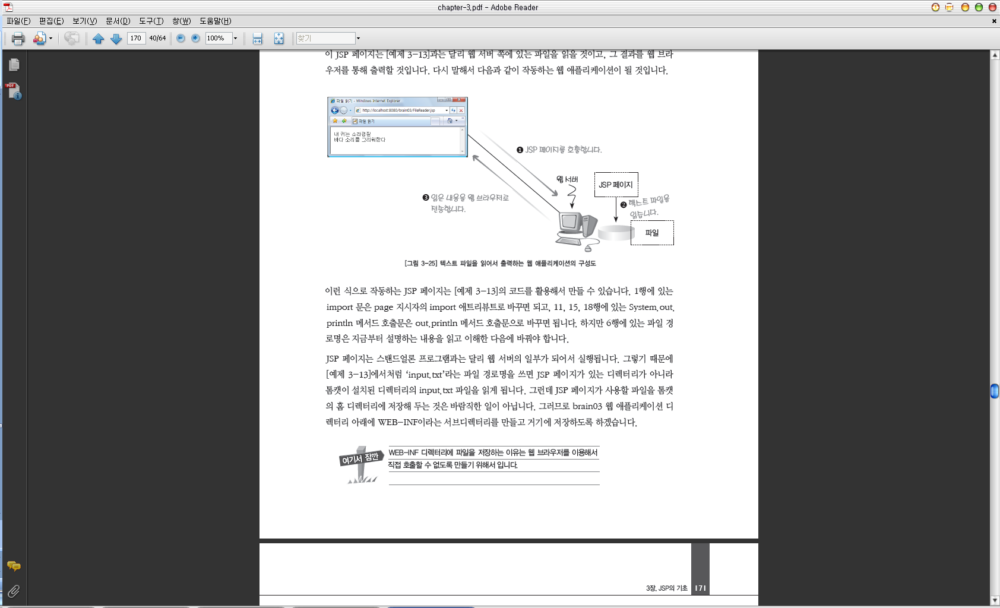 chapter-3.pdf - Adobe Reader
파일(F) 편집(E) 보기(V) 문서(D) 도구(T) 창(W) 도움말(H)
170 40/64 100% 찾기
이 JSP 페이지는 [예제 3-13]과는 달리 웹 서버 쪽에 있는 파일을 읽을 것이고, 그 결과를 웹 브라
우저를 통해 출력할 것입니다. 다시 말해서 다음과 같이 작동하는 웹 애플리케이션이 될 것입니다.
파일 읽기 - Windows Internet Explorer
http://localhost:8080/brain03/FileReader.jsp
파일 읽기
내 귀는 소라껍질
바다 소리를 그리워한다
❶ JSP 페이지를 호출합니다.
웹 서버
JSP 페이지
❸ 읽은 내용을 웹 브라우저로
전송합니다.
❷ 텍스트 파일을
읽습니다.
파일
[그림 3-25] 텍스트 파일을 읽어서 출력하는 웹 애플리케이션의 구성도
이런 식으로 작동하는 JSP 페이지는 [예제 3-13]의 코드를 활용해서 만들 수 있습니다. 1행에 있는
import 문은 page 지시자의 import 애트리뷰트로 바꾸면 되고, 11, 15, 18행에 있는 System.out.
println 메서드 호출문은 out.println 메서드 호출문으로 바꾸면 됩니다. 하지만 6행에 있는 파일 경
로명은 지금부터 설명하는 내용을 읽고 이해한 다음에 바꿔야 합니다.
JSP 페이지는 스탠드얼론 프로그램과는 달리 웹 서버의 일부가 되어서 실행됩니다. 그렇기 때문에
[예제 3-13]에서처럼 ‘input.txt’라는 파일 경로명을 쓰면 JSP 페이지가 있는 디렉터리가 아니라
톰캣이 설치된 디렉터리의 input.txt 파일을 읽게 됩니다. 그런데 JSP 페이지가 사용할 파일을 톰캣
의 홈 디렉터리에 저장해 두는 것은 바람직한 일이 아닙니다. 그러므로 brain03 웹 애플리케이션 디
렉터리 아래에 WEB-INF이라는 서브디렉터리를 만들고 거기에 저장하도록 하겠습니다.
여기서 잠깐
WEB-INF 디렉터리에 파일을 저장하는 이유는 웹 브라우저를 이용해서
직접 호출할 수 없도록 만들기 위해서 입니다.
3장. JSP의 기초 171